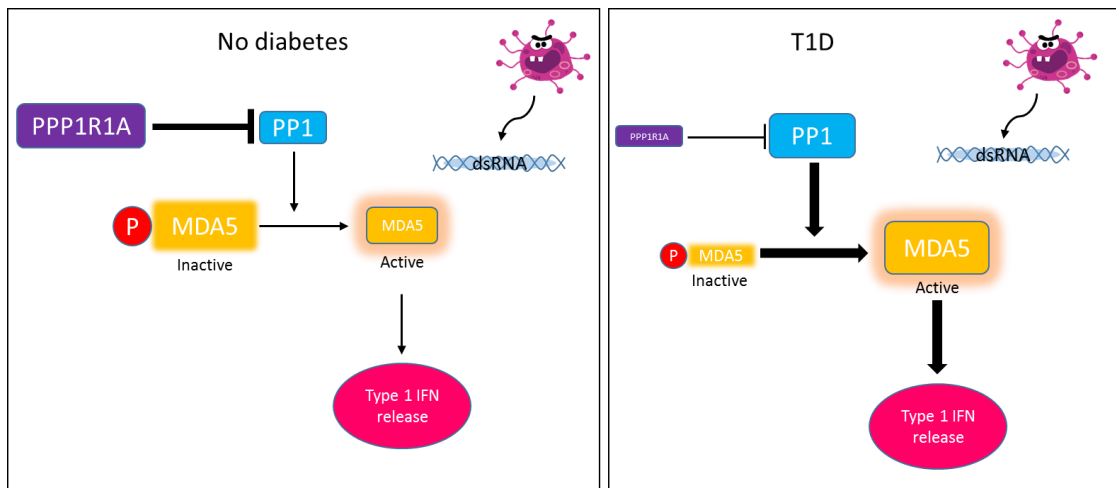 No diabetes
PPP1R1A
PP1
dsRNA
P
MDA5
MDA5
Inactive
Active
Type 1 IFN
release
T1D
PPP1R1A
PP1
dsRNA
P
MDA5
MDA5
Inactive
Active
Type 1 IFN
release